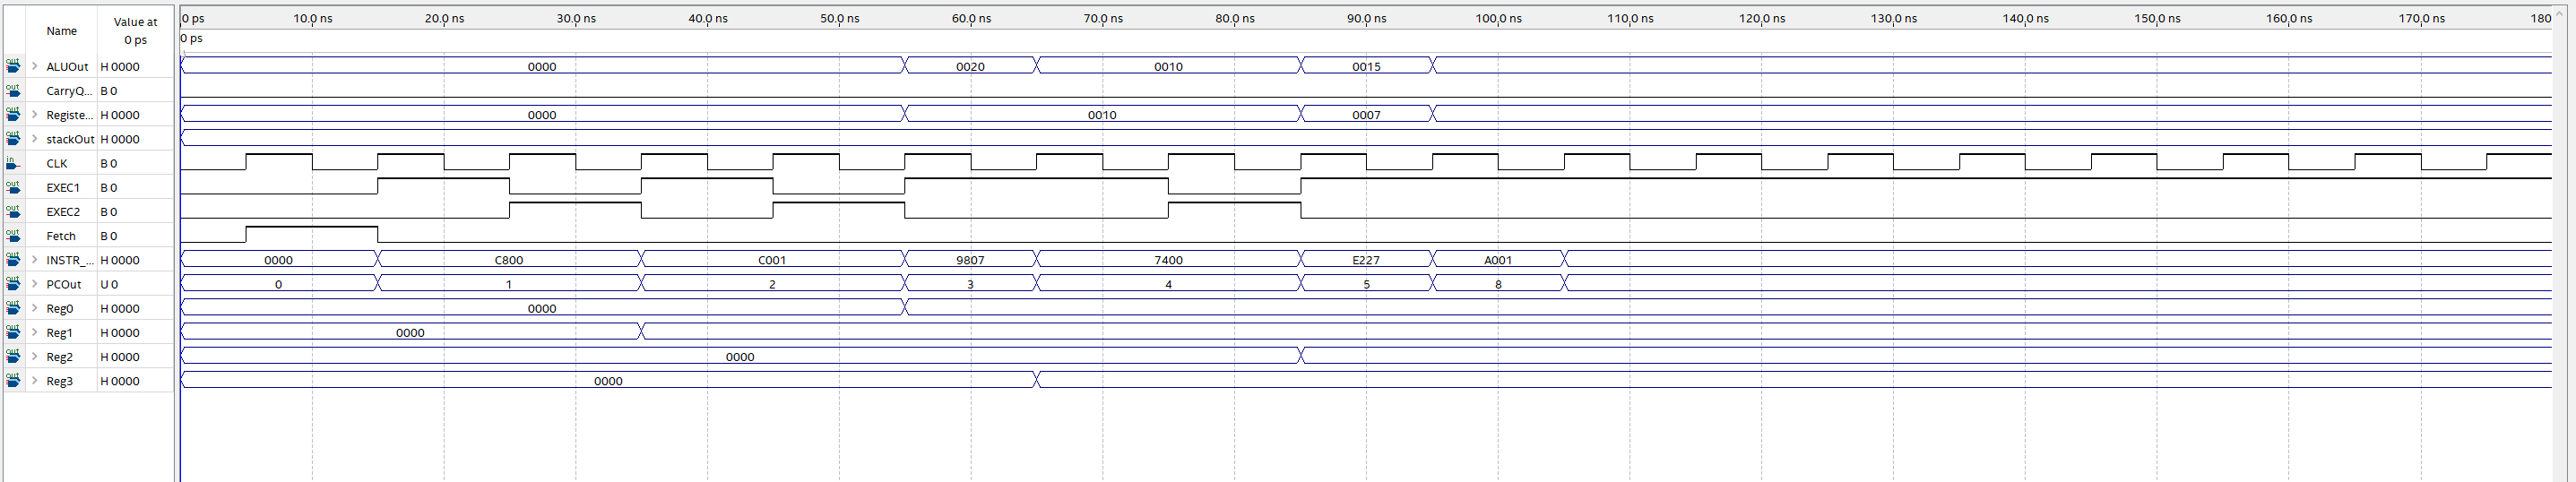 Name Value at 0 ps
0 ps 10.0 ns 20.0 ns 30.0 ns 40.0 ns 50.0 ns 60.0 ns 70.0 ns 80.0 ns 90.0 ns 100.0 ns 110.0 ns 120.0 ns 130.0 ns 140.0 ns 150.0 ns 160.0 ns 170.0 ns 180
0 ps
out ALUOut H 0000 0000 0020 0010 0015
out CarryQ... B 0
out Registe... H 0000 0000 0010 0007
out stackOut H 0000
in CLK B 0
out EXEC1 B 0
out EXEC2 B 0
out Fetch B 0
out INSTR_... H 0000 0000 C800 C001 9807 7400 E227 A001
out PCOut U 0 0 1 2 3 4 5 8
out Reg0 H 0000 0000
out Reg1 H 0000 0000
out Reg2 H 0000 0000
out Reg3 H 0000 0000